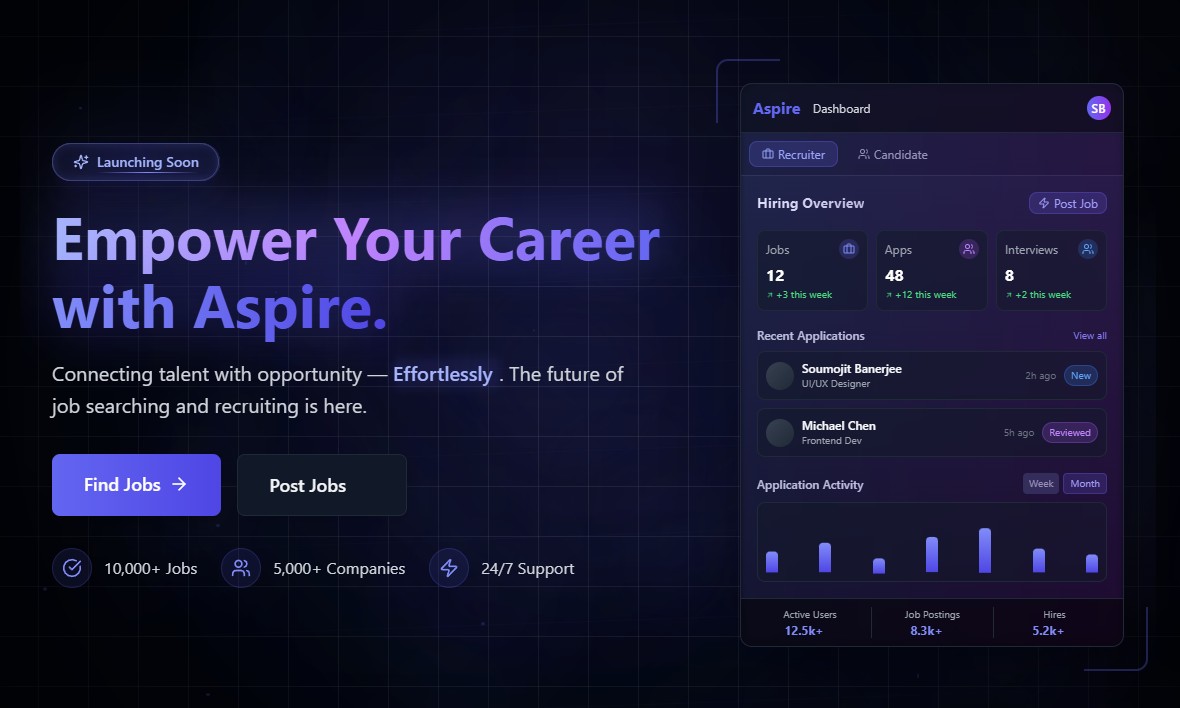 Launching Soon
Empower Your Career
with Aspire.
Connecting talent with opportunity — Effortlessly . The future of
job searching and recruiting is here.
Find Jobs
Post Jobs
10,000+ Jobs
5,000+ Companies
24/7 Support
Aspire Dashboard SB
Recruiter Candidate
Hiring Overview Post Job
Jobs
12
+3 this week
Apps
48
+12 this week
Interviews
8
+2 this week
Recent Applications View all
Soumojit Banerjee
UI/UX Designer
2h ago New
Michael Chen
Frontend Dev
5h ago Reviewed
Application Activity Week Month
Active Users
12.5k+
Job Postings
8.3k+
Hires
5.2k+